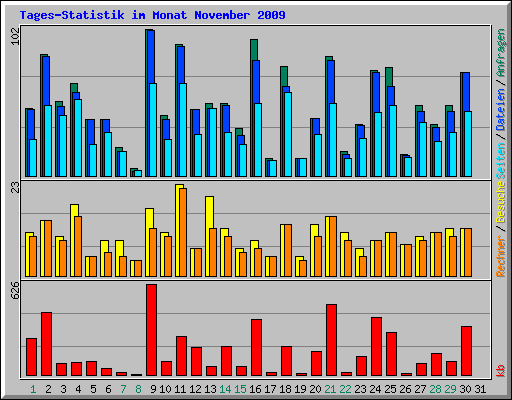 Tages-Statistik im Monat November 2009
102
23
626
Rechner / Besuche Seiten / Dateien / Anfragen
kb
1 2 3 4 5 6 7 8 9 10 11 12 13 14 15 16 17 18 19 20 21 22 23 24 25 26 27 28 29 30 31